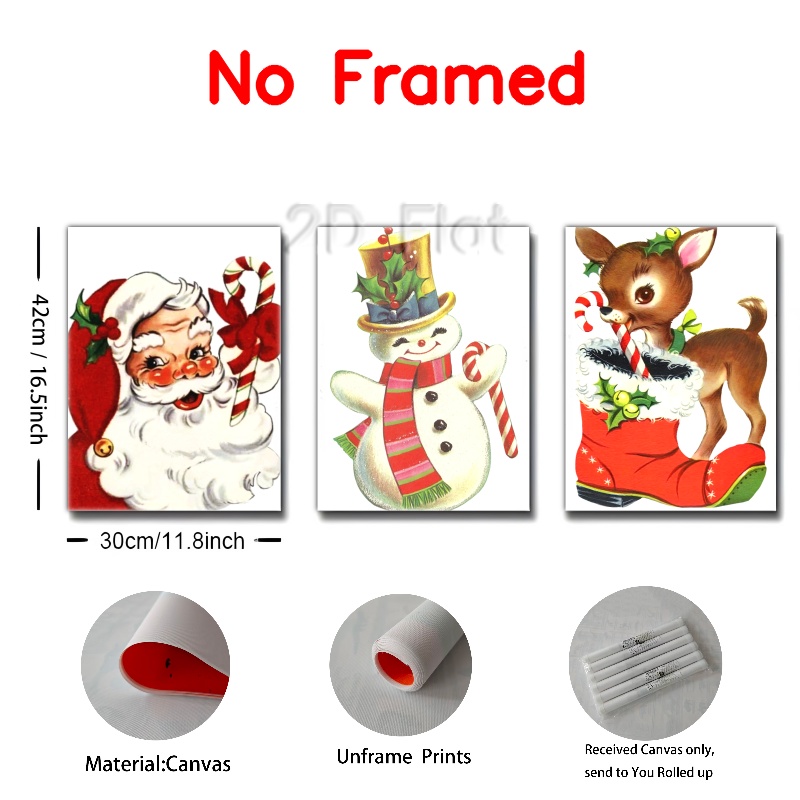 No Framed
2D Flat
42cm / 16.5inch
30cm/11.8inch
Material:Canvas
Unframe Prints
Received Canvas only,
send to You Rolled up